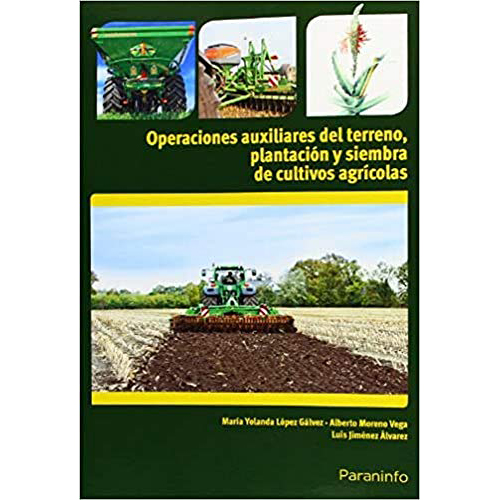 Operaciones auxiliares del terreno,
plantación y siembra
de cultivos agrícolas
María Yolanda López Gálvez - Alberto Moreno Vega
Luis Jiménez Álvarez
Paraninfo